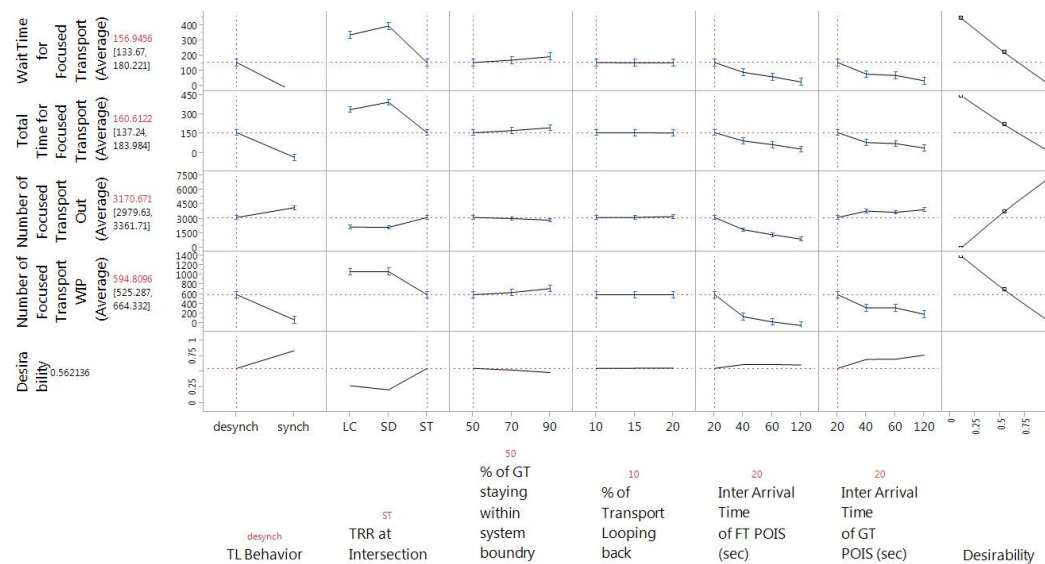 Wait Time
for
Focused
Transport
(Average)
156.9456
[133.67,
180.221]
400
300
200
100
0
Total
Time for
Focused
Transport
(Average)
160.6122
[137.24,
183.984]
450
300
150
0
Number of
Focused
Transport
Out
(Average)
3170.671
[2979.63,
3361.71]
7500
6000
4500
3000
1500
0
Number of
Focused
Transport
WIP
(Average)
594.8096
[525.287,
664.332]
1400
1200
1000
800
600
400
200
0
Desira
bility
0.562136
1
0.75
0.25
0
desynch synch
LC SD ST
50 70 90
10 15 20
20 40 60 120
20 40 60 120
0 0.25 0.5 0.75
desynch
TL Behavior
ST
TRR at
Intersection
50
% of GT
staying
within
system
boundry
10
% of
Transport
Looping
back
20
Inter Arrival
Time
of FT POIS
(sec)
20
Inter Arrival
Time
of GT
POIS (sec)
Desirability